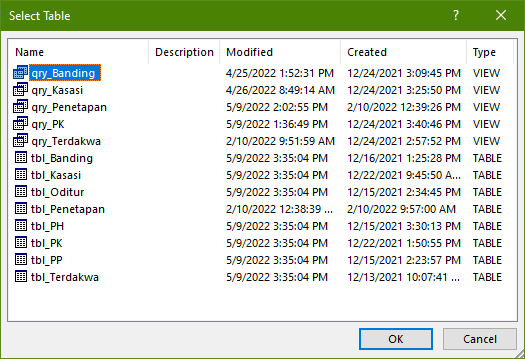 Select Table
Name Description Modified Created Type
qry_Banding 4/25/2022 1:52:31 PM 12/24/2021 3:09:45 PM VIEW
qry_Kasasi 4/26/2022 8:49:14 AM 12/24/2021 3:25:50 PM VIEW
qry_Penetapan 5/9/2022 2:02:55 PM 2/10/2022 12:39:26 PM VIEW
qry_PK 5/9/2022 1:36:49 PM 12/24/2021 3:40:46 PM VIEW
qry_Terdakwa 2/10/2022 9:51:59 AM 12/24/2021 2:57:52 PM VIEW
tbl_Banding 5/9/2022 3:35:04 PM 12/16/2021 1:25:28 PM TABLE
tbl_Kasasi 5/9/2022 3:35:04 PM 12/22/2021 9:45:50 A... TABLE
tbl_Oditur 5/9/2022 3:35:04 PM 12/15/2021 2:34:45 PM TABLE
tbl_Penetapan 2/10/2022 12:38:39 ... 2/10/2022 9:57:00 AM TABLE
tbl_PH 5/9/2022 3:35:04 PM 12/15/2021 3:30:13 PM TABLE
tbl_PK 5/9/2022 3:35:04 PM 12/22/2021 1:50:55 PM TABLE
tbl_PP 5/9/2022 3:35:04 PM 12/15/2021 2:23:57 PM TABLE
tbl_Terdakwa 5/9/2022 3:35:04 PM 12/13/2021 10:07:41 ... TABLE
OK Cancel